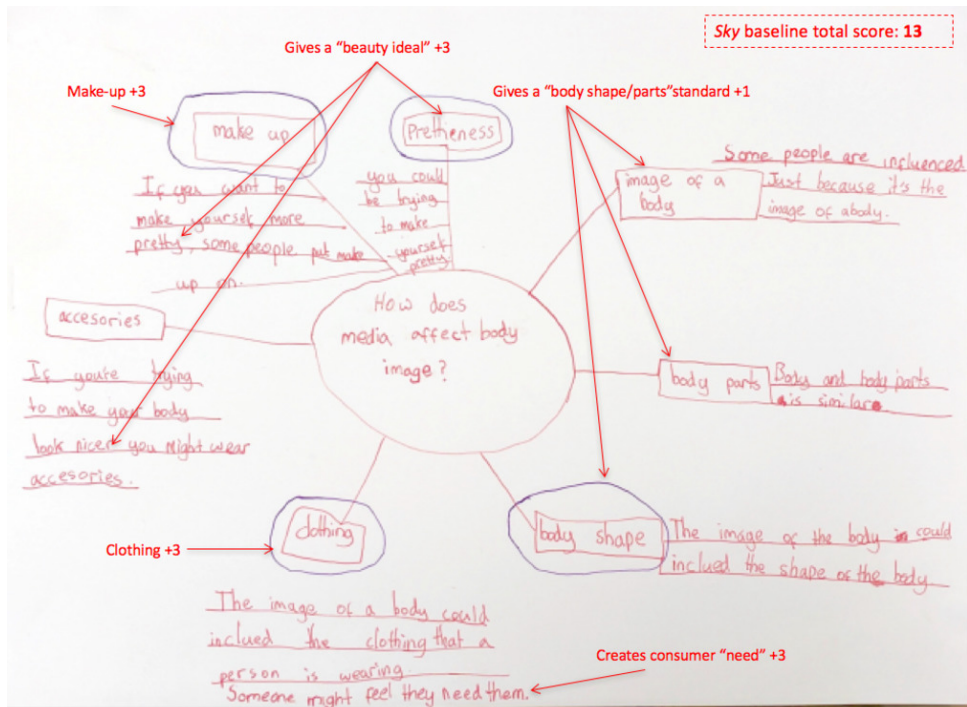 Sky baseline total score: 13
Gives a "beauty ideal" +3
Make-up +3
Gives a "body shape/parts"standard +1
make up
Prettieness
If you want to
make yourself more
pretty, some people put make
up on.
you could
be trying
to make
yourself
pretty
image of a
body
Some people are influenced
Just because it's the
image of abody.
accesories
If you're trying
to make your body
look nicer you might wear
accesories.
How does
media affect body
image?
body parts
Body and body parts
is similar.
Clothing +3
clothing
The image of a body could
inclued the clothing that a
person is wearing.
Someone might feel they need them.
body shape
The image of the body could
inclued the shape of the body
Creates consumer "need" +3